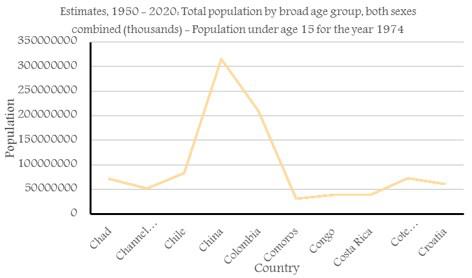 Estimates, 1950 - 2020: Total population by broad age group, both sexes
combined (thousands) - Population under age 15 for the year 1974
350000000
300000000
250000000
200000000
150000000
100000000
50000000
0
Population
Chad
Channel...
Chile
China
Colombia
Comoros
Congo
Costa Rica
Cote...
Croatia
Country